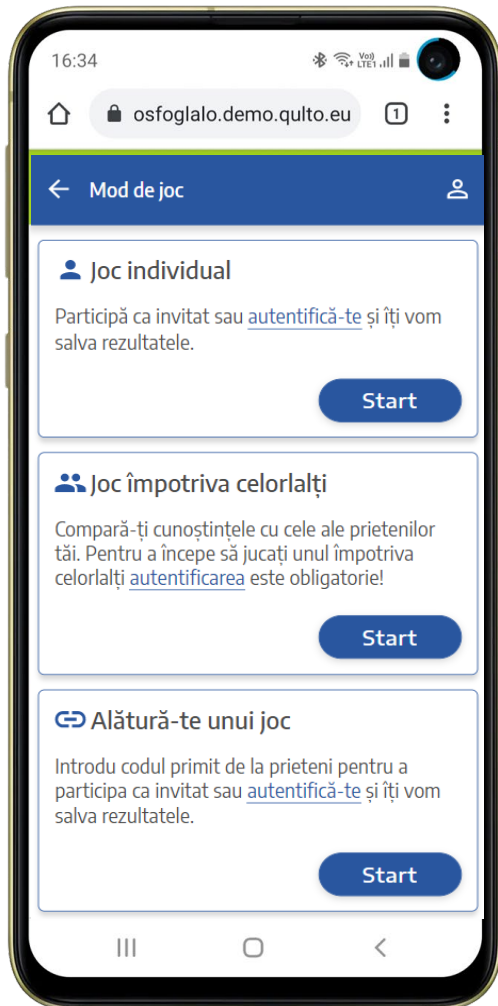 16:34
Vo))
LTE1
osfoglalo.demo.qulto.eu
1
Mod de joc
Joc individual
Participă ca invitat sau autentifică-te și îți vom
salva rezultatele.
Start
Joc împotriva celorlalți
Compară-ți cunoștințele cu cele ale prietenilor
tăi. Pentru a începe să jucați unul împotriva
celorlalți autentificarea este obligatorie!
Start
Alătură-te unui joc
Introdu codul primit de la prieteni pentru a
participa ca invitat sau autentifică-te și îți vom
salva rezultatele.
Start